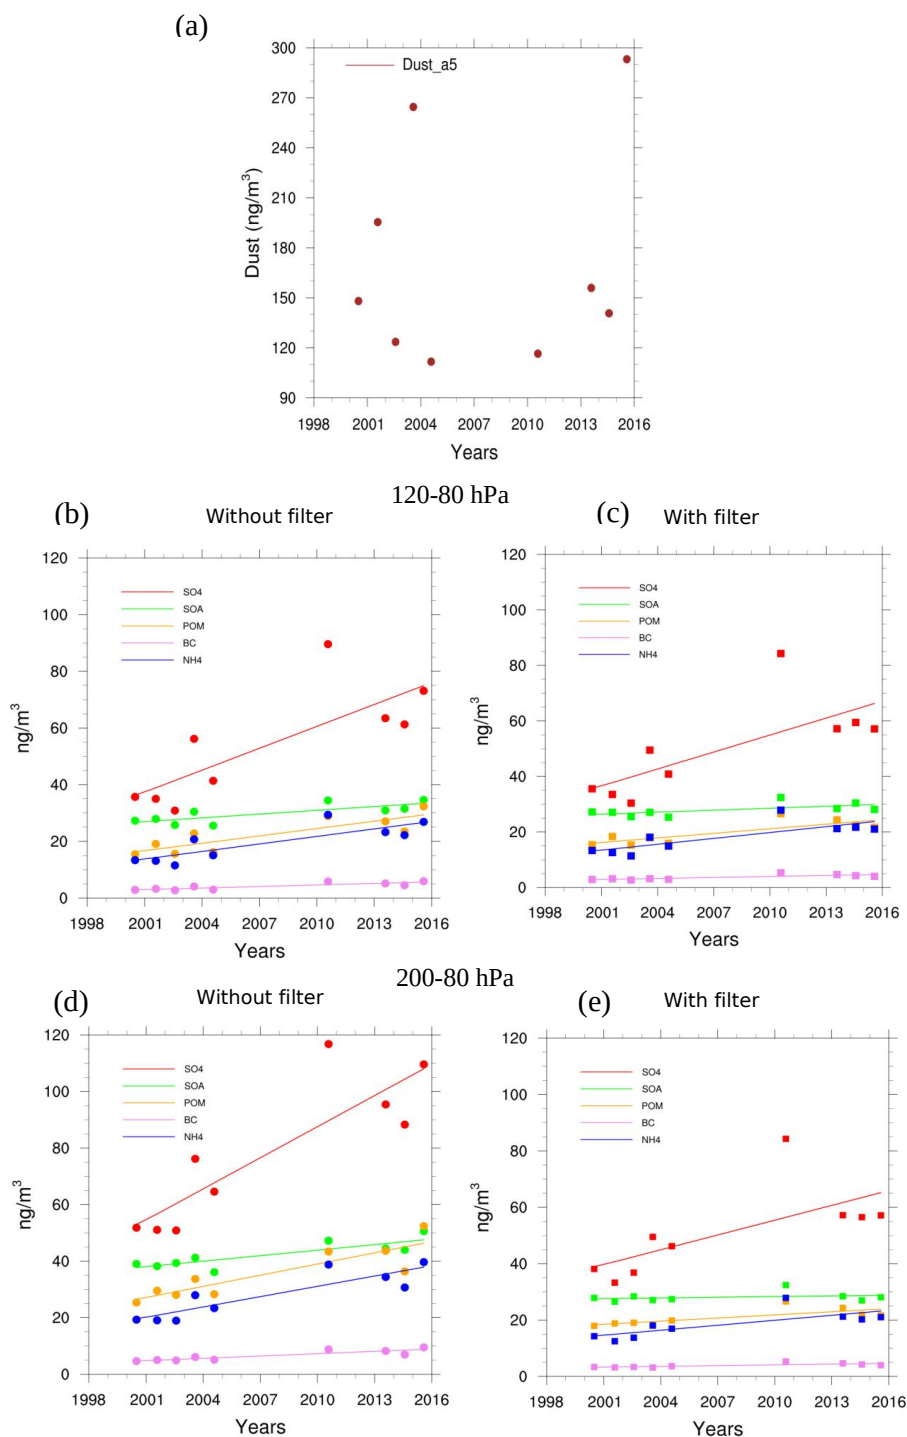 (a)
300
270
240
210
180
150
120
90
Dust (ng/m³)
Dust_a5
1998 2001 2004 2007 2010 2013 2016
Years
120-80 hPa
(b) Without filter
120
100
80
60
40
20
0
ng/m³
SO4
SOA
POM
BC
NH4
1998 2001 2004 2007 2010 2013 2016
Years
(c) With filter
120
100
80
60
40
20
0
ng/m³
SO4
SOA
POM
BC
NH4
1998 2001 2004 2007 2010 2013 2016
Years
200-80 hPa
(d) Without filter
120
100
80
60
40
20
0
ng/m³
SO4
SOA
POM
BC
NH4
1998 2001 2004 2007 2010 2013 2016
Years
(e) With filter
120
100
80
60
40
20
0
ng/m³
SO4
SOA
POM
BC
NH4
1998 2001 2004 2007 2010 2013 2016
Years